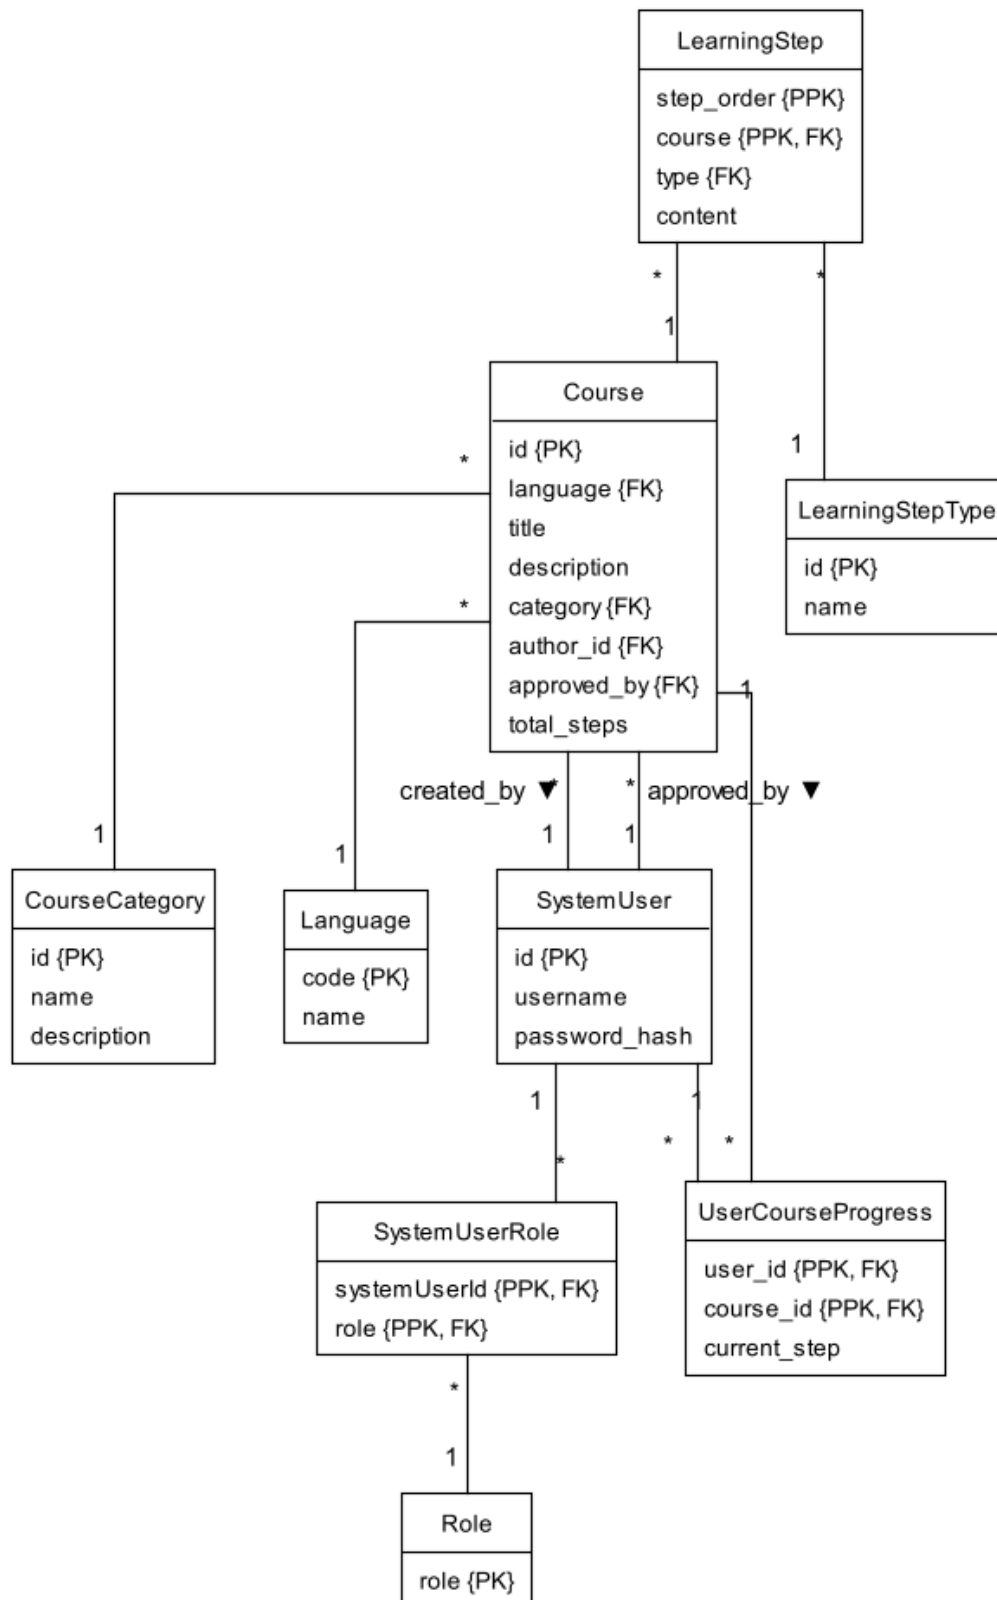 LearningStep
step_order {PPK}
course {PPK, FK}
type {FK}
content
*
*
1
1
Course
id {PK}
language {FK}
title
description
category {FK}
author_id {FK}
approved_by {FK}
total_steps
*
*
1
LearningStepType
id {PK}
name
created_by ▼
*
*
approved_by ▼
1
1
1
1
CourseCategory
id {PK}
name
description
Language
code {PK}
name
SystemUser
id {PK}
username
password_hash
1
1
*
*
*
SystemUserRole
systemUserId {PPK, FK}
role {PPK, FK}
UserCourseProgress
user_id {PPK, FK}
course_id {PPK, FK}
current_step
*
1
Role
role {PK}